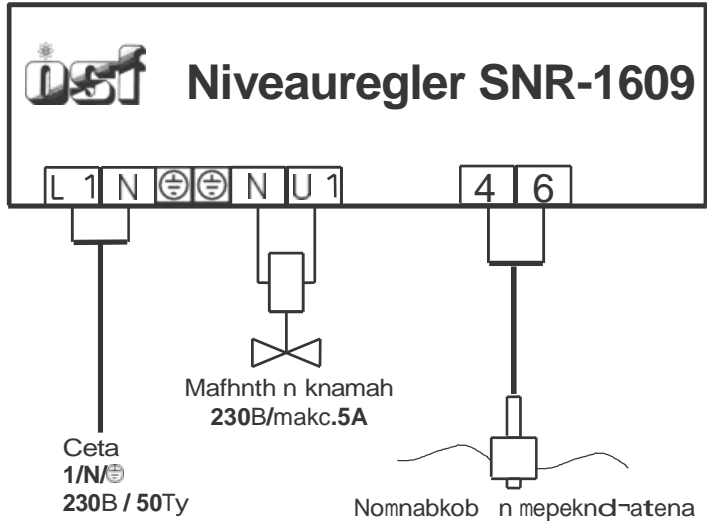 osf Niveauregler SNR-1609
L 1 N ⏚ ⏚ N U 1 4 6
Mafhnth n knamah
230B/makc.5A
Ceta
1/N/⏚
230B / 50Ty
Nomnabkob n mepeknd¬atena